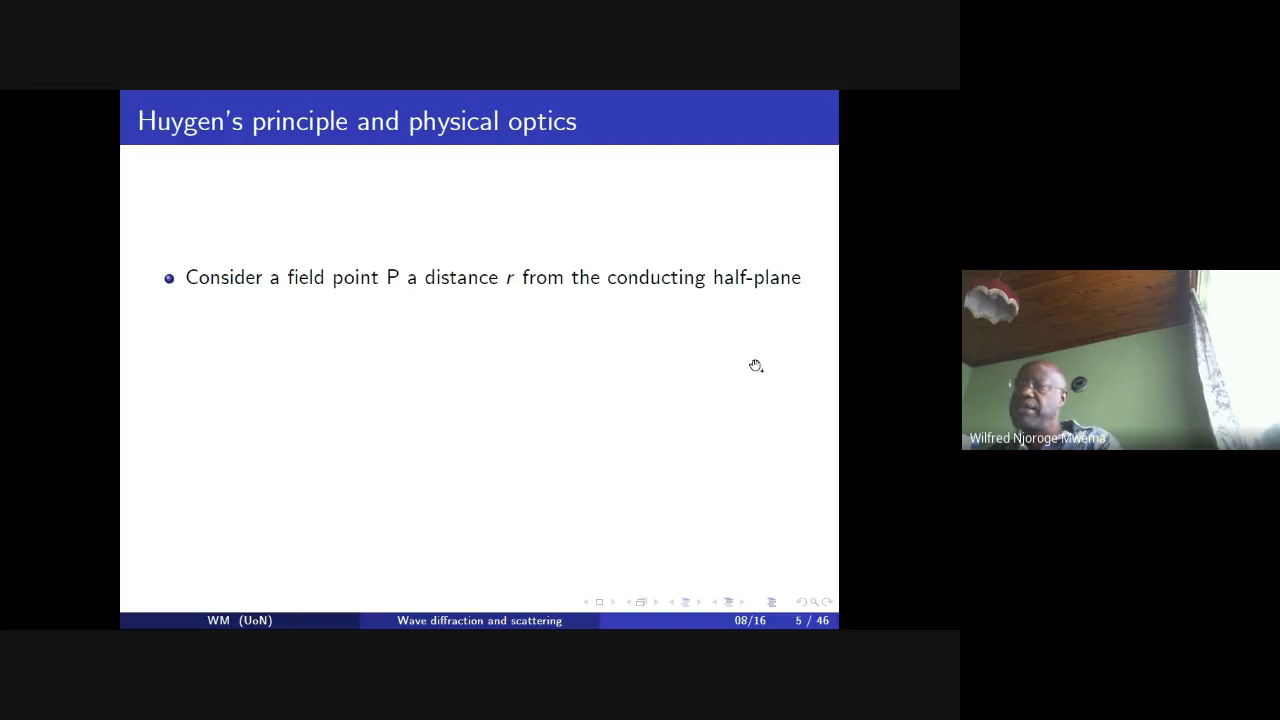 Huygen's principle and physical optics
Consider a field point P a distance r from the conducting half-plane
Wilfred Njoroge Mwema
WM (UoN)
Wave diffraction and scattering
08/16
5 / 46